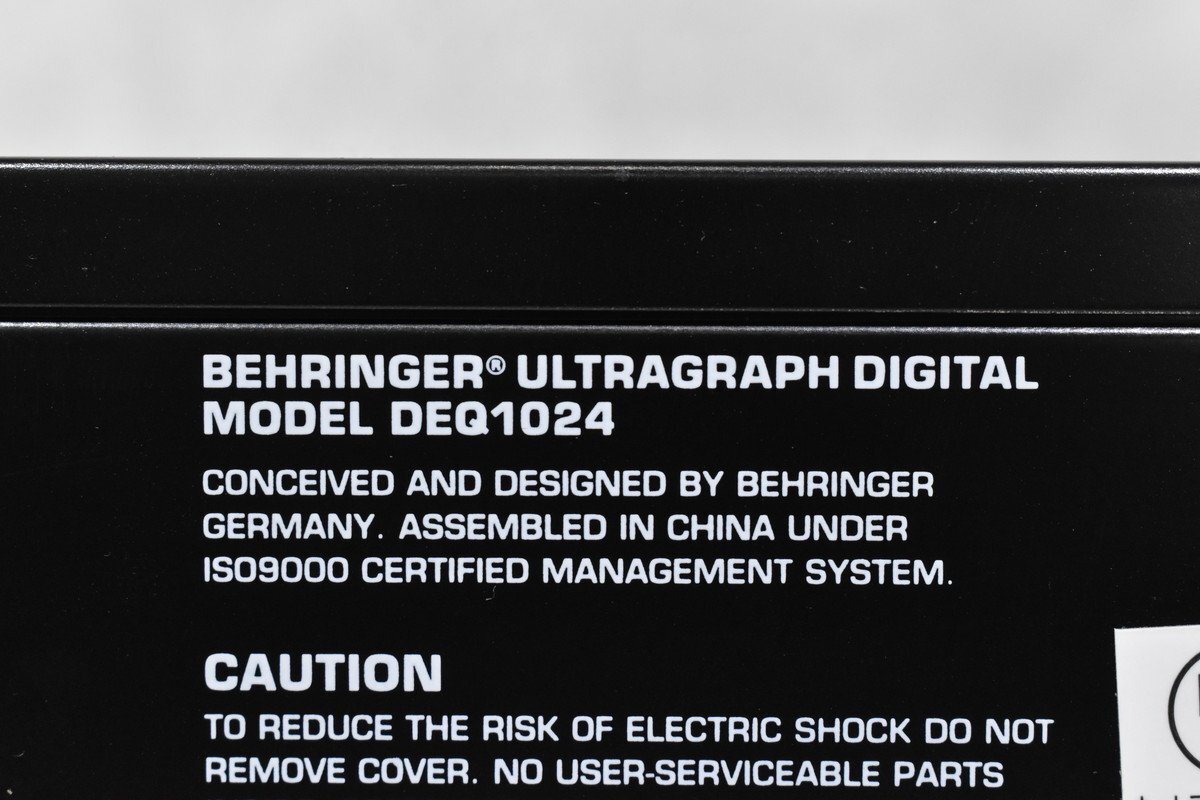 BEHRINGER® ULTRAGRAPH DIGITAL
MODEL DEQ1024
CONCEIVED AND DESIGNED BY BEHRINGER
GERMANY. ASSEMBLED IN CHINA UNDER
ISO9000 CERTIFIED MANAGEMENT SYSTEM.
CAUTION
TO REDUCE THE RISK OF ELECTRIC SHOCK DO NOT
REMOVE COVER. NO USER-SERVICEABLE PARTS